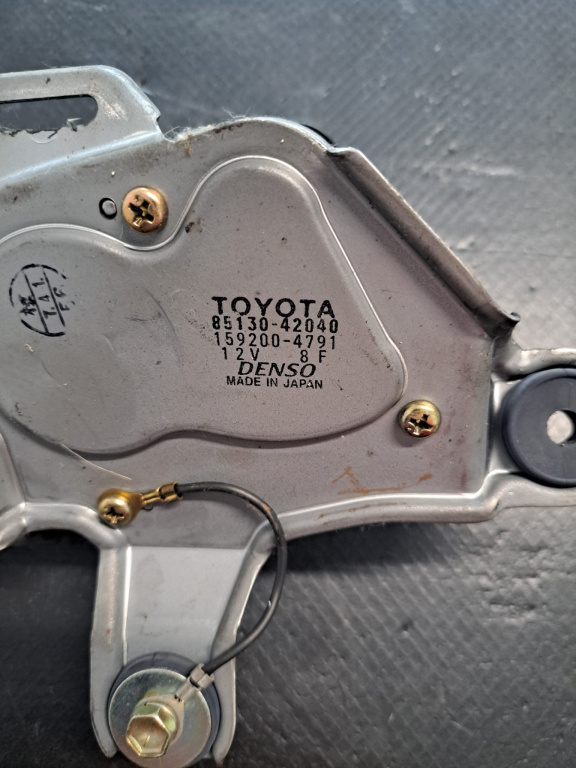 TOYOTA
85130-42040
159200-4791
12V 8F
DENSO
MADE IN JAPAN